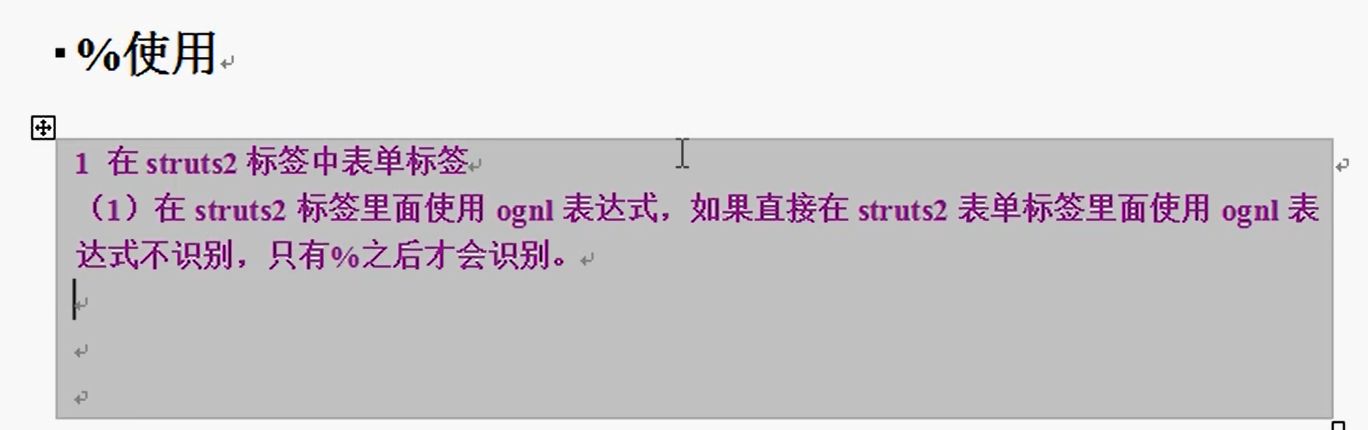 %使用
1 在 struts2 标签中表单标签
（1）在 struts2 标签里面使用 ognl 表达式，如果直接在 struts2 表单标签里面使用 ognl 表
达式不识别，只有%之后才会识别。